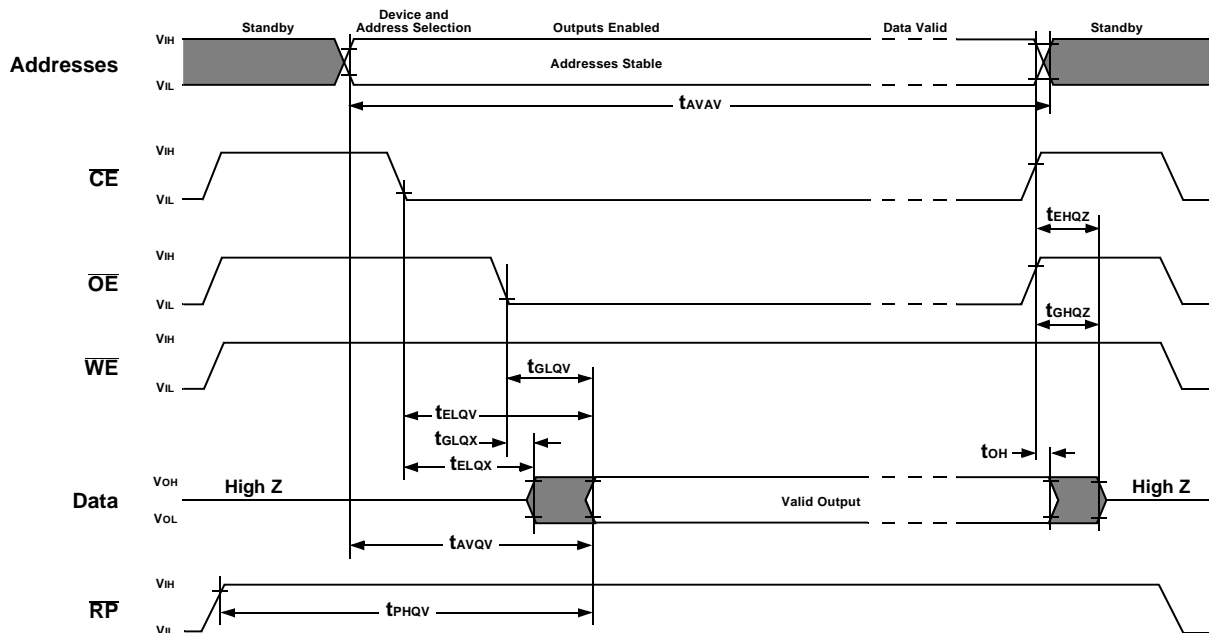 Standby
Device and
Address Selection
Outputs Enabled
Data Valid
Standby
Addresses
VIH
VIL
Addresses Stable
tAVAV
CE
VIH
VIL
tEHQZ
OE
VIH
VIL
tGHQZ
WE
VIH
VIL
tGLQV
tELQV
tGLQX
tELQX
tOH
Data
VOH
VOL
High Z
Valid Output
High Z
tAVQV
RP
VIH
VIL
tPHQV